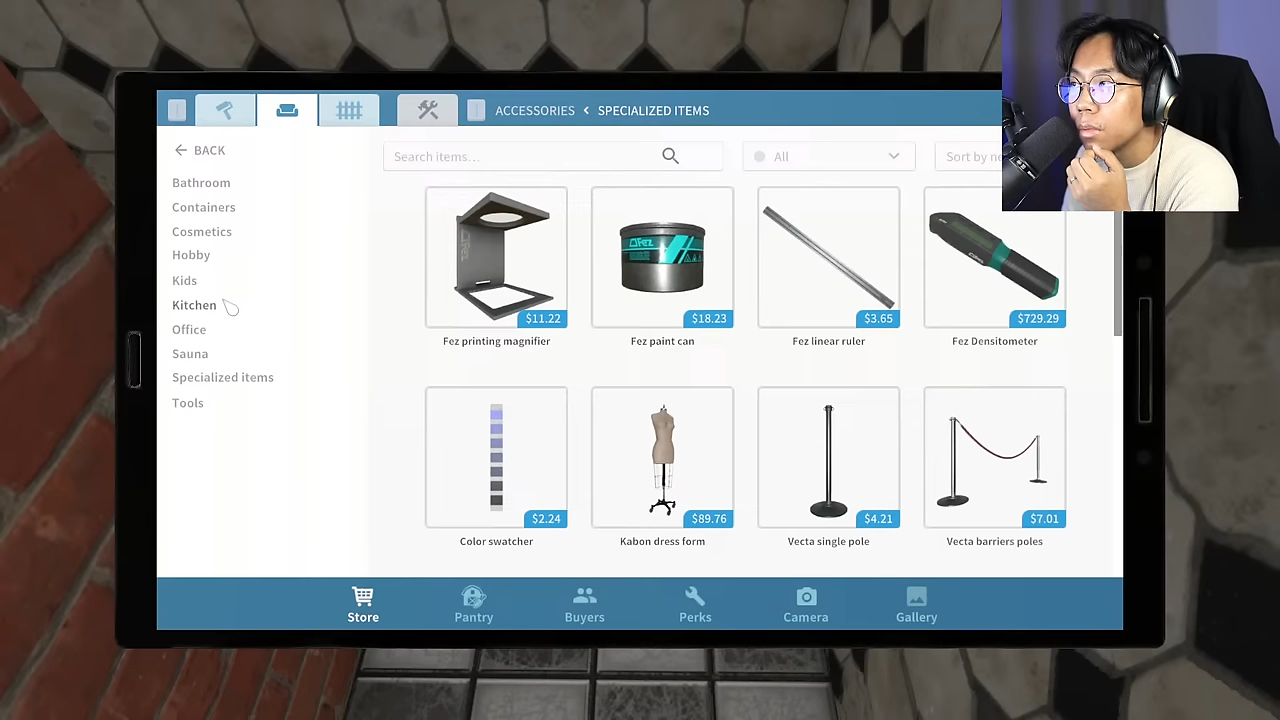 ACCESSORIES < SPECIALIZED ITEMS
BACK
Search items...
All
Sort by
Bathroom
Containers
Cosmetics
Hobby
Kids
Kitchen
Office
Sauna
Specialized items
Tools
$11.22
$18.23
$3.65
$729.29
Fez printing magnifier
Fez paint can
Fez linear ruler
Fez Densitometer
Fez
$2.24
$89.76
$4.21
$7.01
Color swatcher
Kabon dress form
Vecta single pole
Vecta barriers poles
Store
Pantry
Buyers
Perks
Camera
Gallery